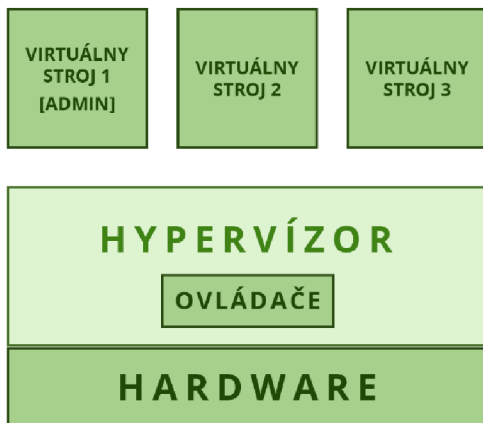 VIRTUÁLNY
STROJ 1
[ADMIN]
VIRTUÁLNY
STROJ 2
VIRTUÁLNY
STROJ 3
HYPERVÍZOR
OVLÁDAČE
HARDWARE